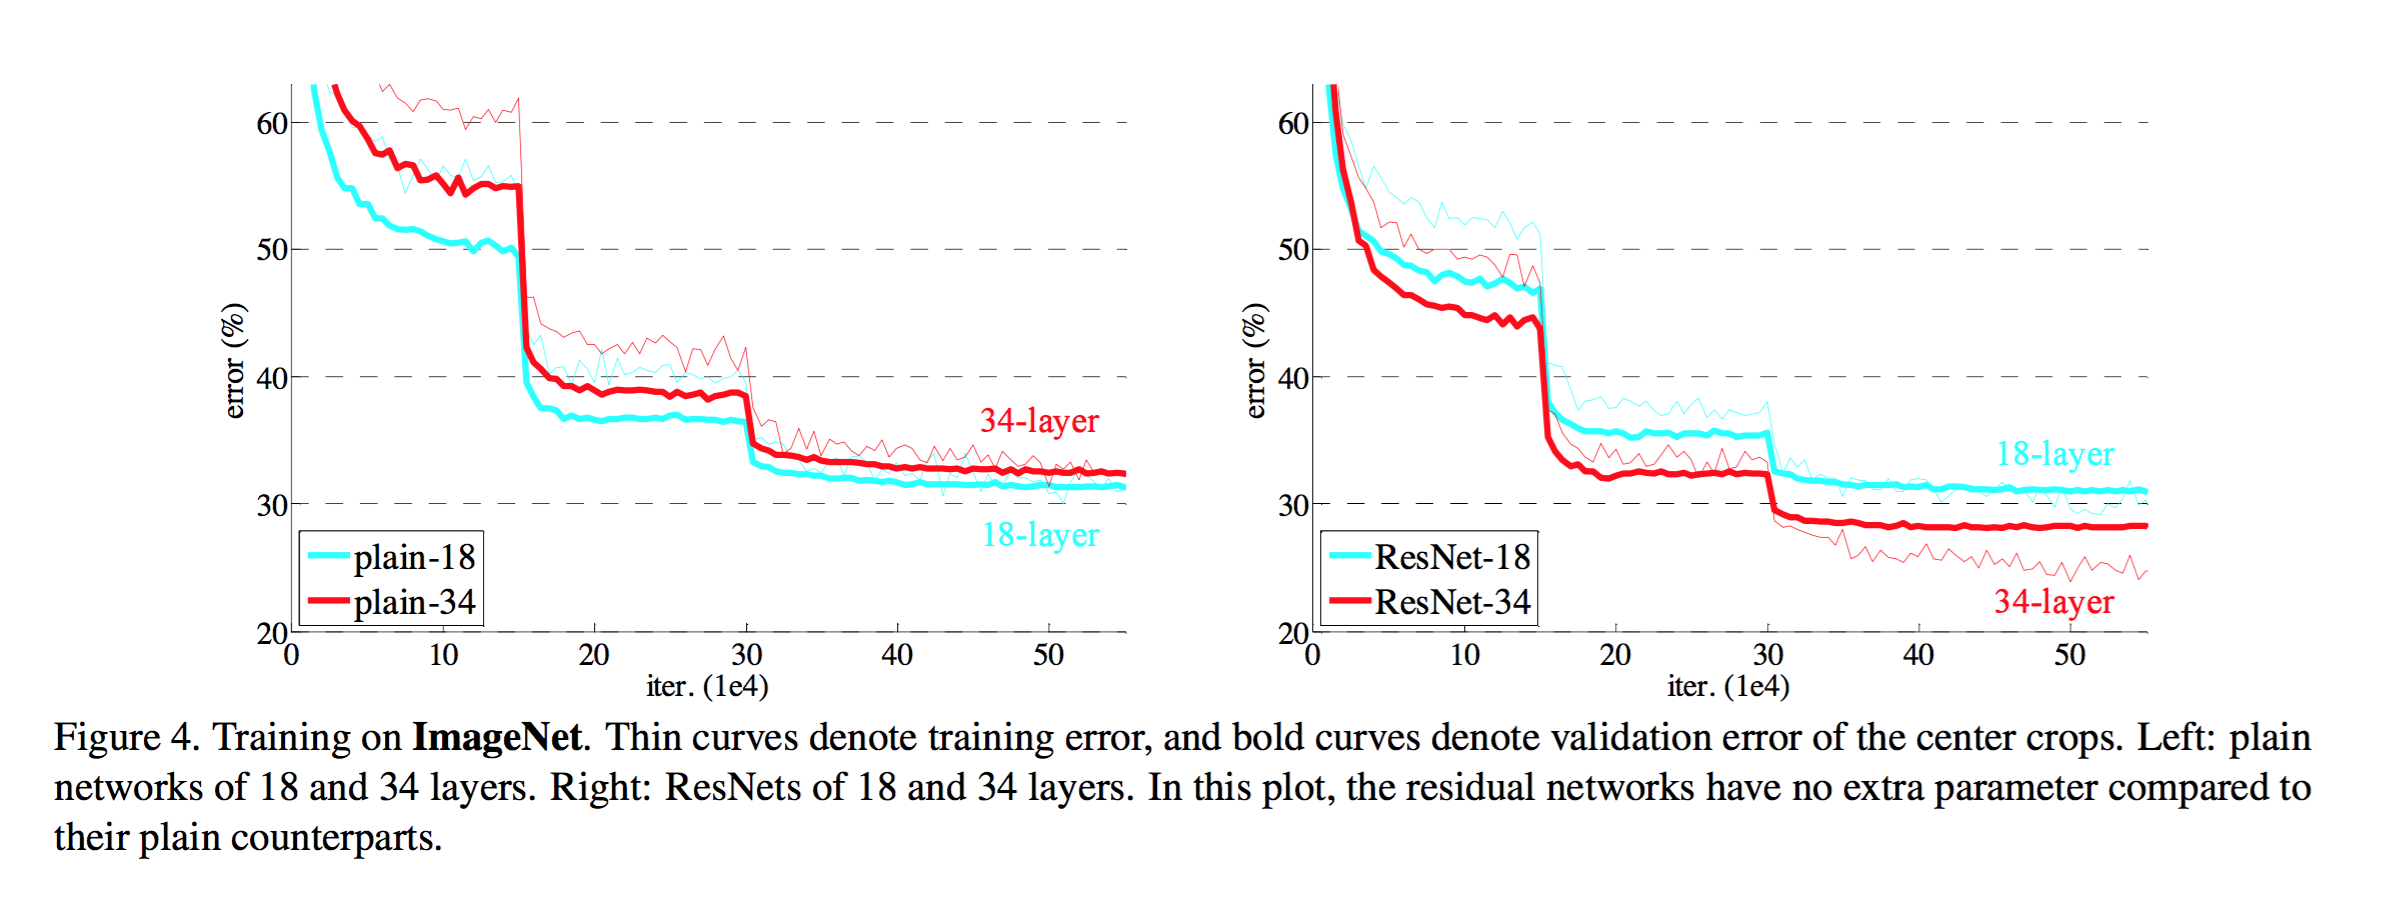 60
50
40
30
20
error (%)
0 10 20 30 40 50
iter. (1e4)
34-layer
18-layer
plain-18
plain-34
60
50
40
30
20
error (%)
0 10 20 30 40 50
iter. (1e4)
18-layer
34-layer
ResNet-18
ResNet-34
Figure 4. Training on ImageNet. Thin curves denote training error, and bold curves denote validation error of the center crops. Left: plain
networks of 18 and 34 layers. Right: ResNets of 18 and 34 layers. In this plot, the residual networks have no extra parameter compared to
their plain counterparts.